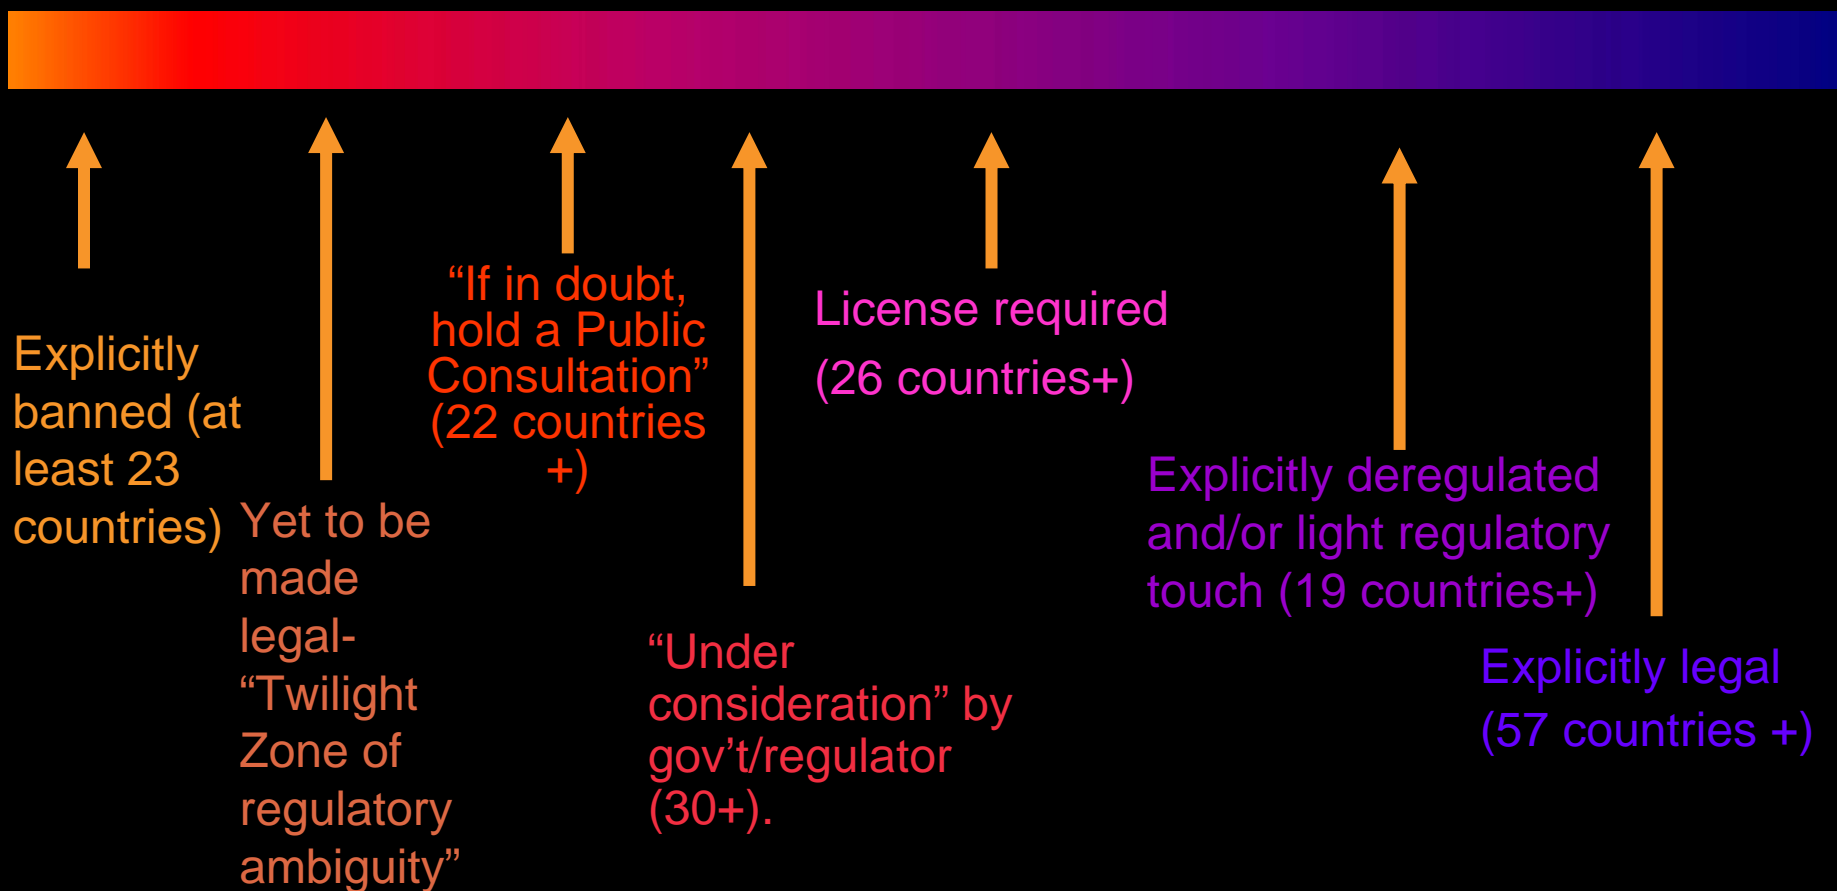 Explicitly
banned (at
least 23
countries)
Yet to be
made
legal-
“Twilight
Zone of
regulatory
ambiguity”
“If in doubt,
hold a Public
Consultation”
(22 countries
+)
“Under
consideration” by
gov’t/regulator
(30+).
License required
(26 countries+)
Explicitly deregulated
and/or light regulatory
touch (19 countries+)
Explicitly legal
(57 countries +)